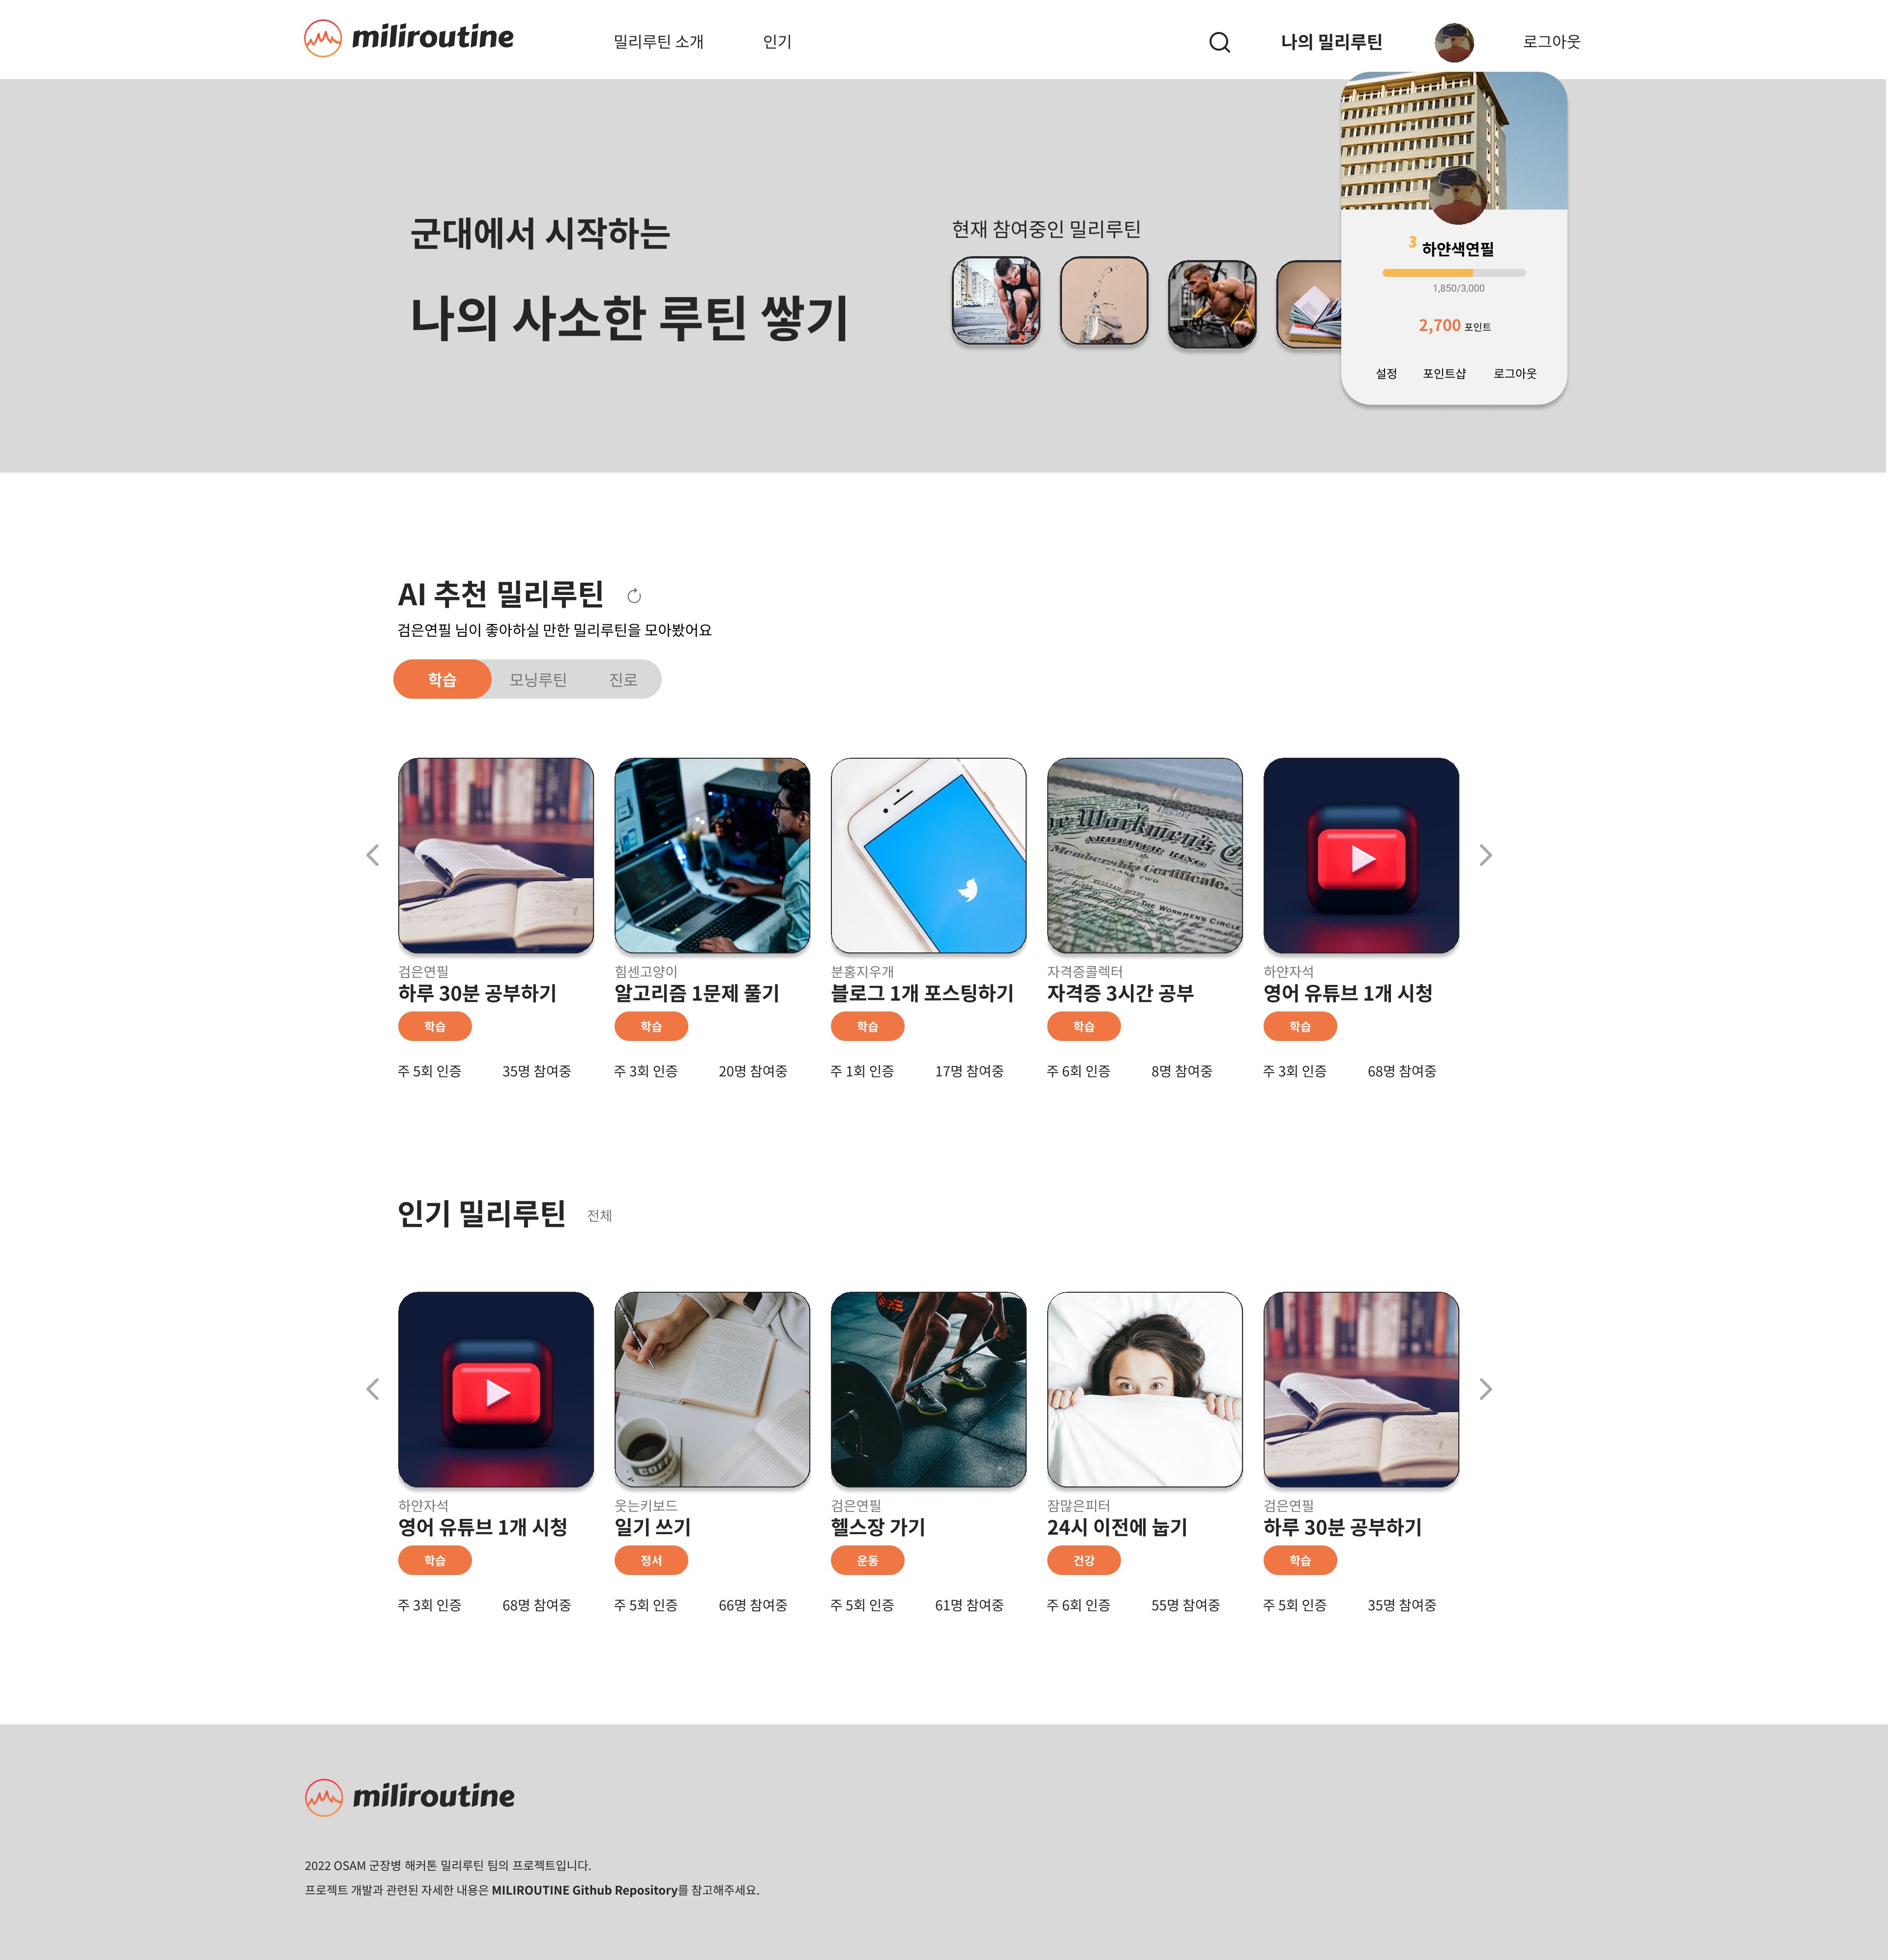 miliroutine
밀리루틴 소개
인기
나의 밀리루틴
로그아웃
군대에서 시작하는
나의 사소한 루틴 쌓기
현재 참여중인 밀리루틴
3 하얀색연필
1,850/3,000
2,700 포인트
설정 포인트샵 로그아웃
AI 추천 밀리루틴
검은연필 님이 좋아하실 만한 밀리루틴을 모아봤어요
학습 모닝루틴 진로
Workmen's
Membership Certificate.
CLASS TWO
THE WORKMEN'S CIRCLE
검은연필
하루 30분 공부하기
학습
주 5회 인증 35명 참여중
힘센고양이
알고리즘 1문제 풀기
학습
주 3회 인증 20명 참여중
분홍지우개
블로그 1개 포스팅하기
학습
주 1회 인증 17명 참여중
자격증콜렉터
자격증 3시간 공부
학습
주 6회 인증 8명 참여중
하얀자석
영어 유튜브 1개 시청
학습
주 3회 인증 68명 참여중
인기 밀리루틴 전체
하얀자석
영어 유튜브 1개 시청
학습
주 3회 인증 68명 참여중
웃는키보드
일기 쓰기
정서
주 5회 인증 66명 참여중
검은연필
헬스장 가기
운동
주 5회 인증 61명 참여중
잠많은피터
24시 이전에 눕기
건강
주 6회 인증 55명 참여중
검은연필
하루 30분 공부하기
학습
주 5회 인증 35명 참여중
miliroutine
2022 OSAM 군장병 해커톤 밀리루틴 팀의 프로젝트입니다.
프로젝트 개발과 관련된 자세한 내용은 MILIROUTINE Github Repository를 참고해주세요.